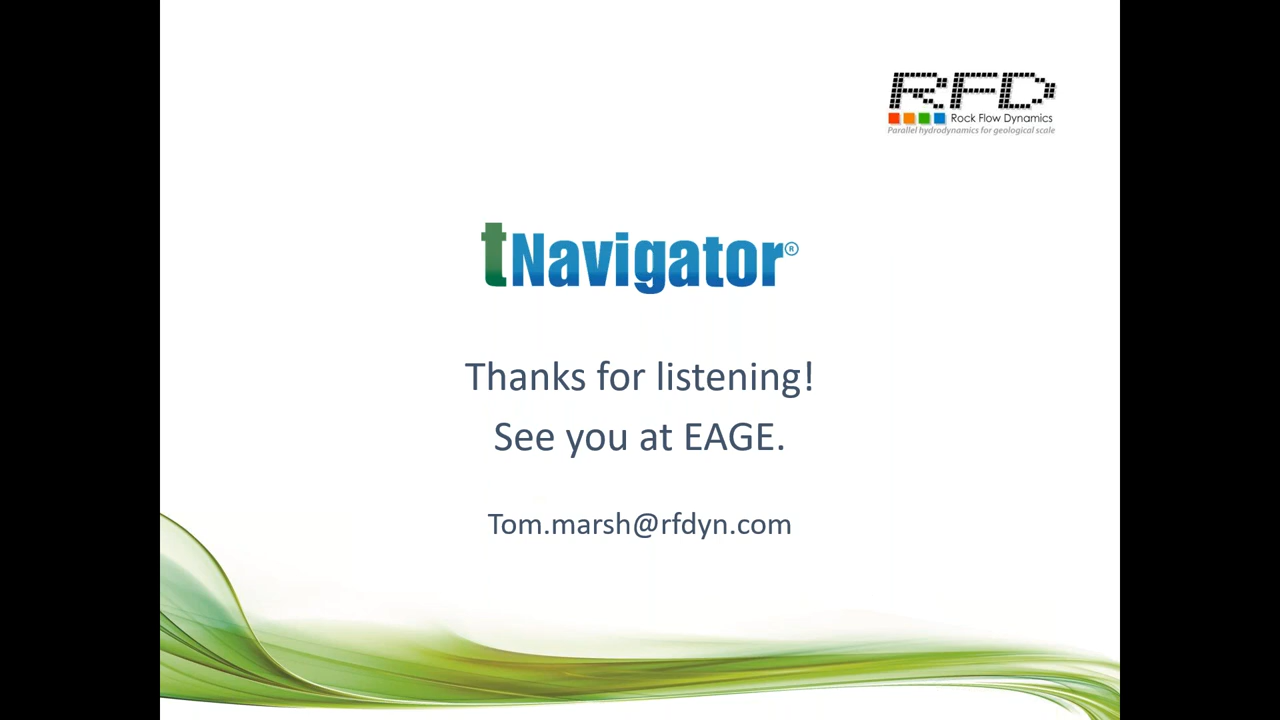 RFD
Rock Flow Dynamics
Parallel hydrodynamics for geological scale
tNavigator®
Thanks for listening!
See you at EAGE.
Tom.marsh@rfdyn.com